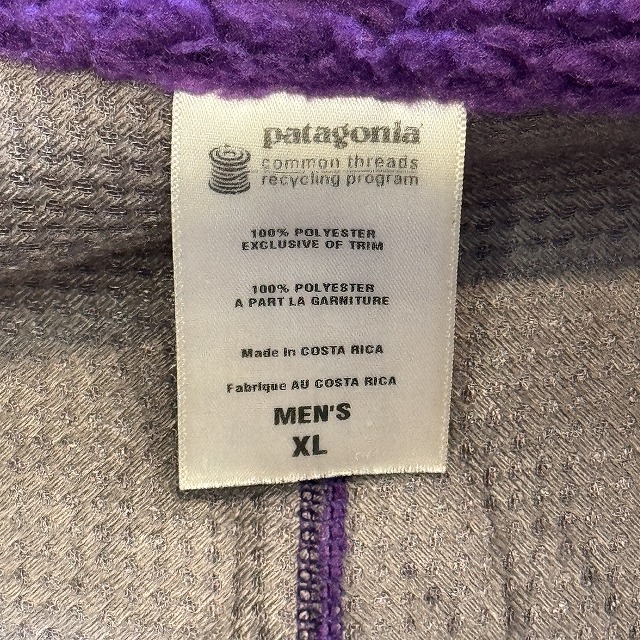 patagonia
common threads
recycling program
100% POLYESTER
EXCLUSIVE OF TRIM
100% POLYESTER
A PART LA GARNITURE
Made in COSTA RICA
Fabrique AU COSTA RICA
MEN'S
XL